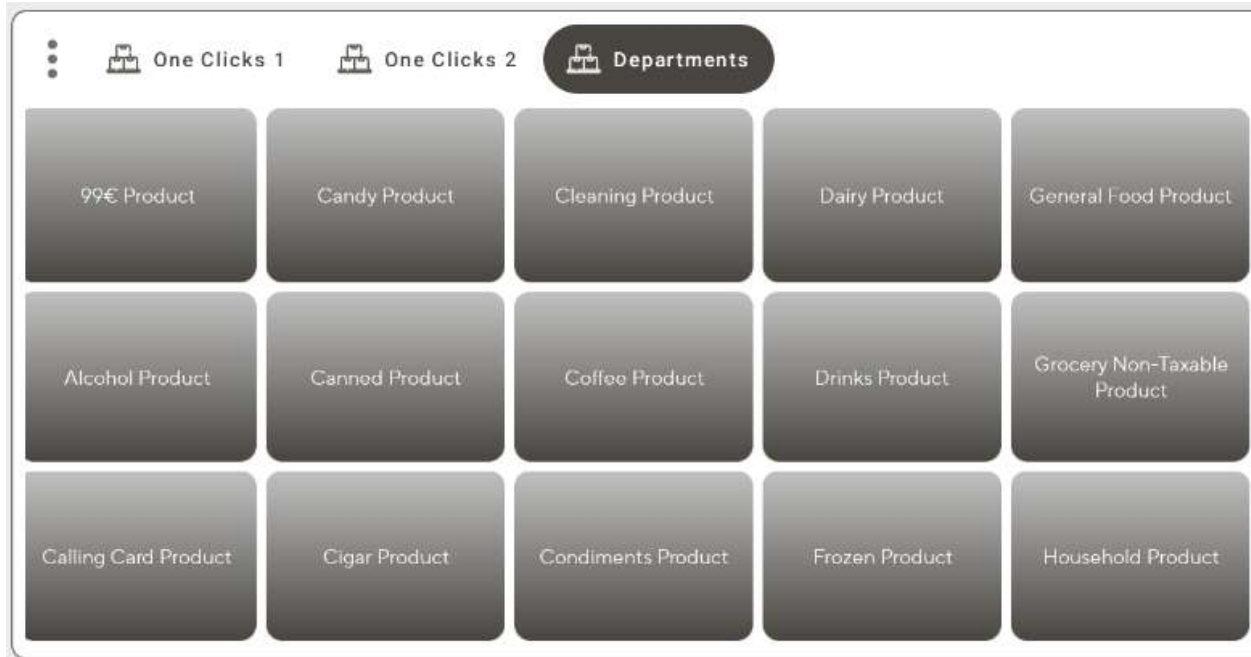 One Clicks 1
One Clicks 2
Departments
99€ Product
Candy Product
Cleaning Product
Dairy Product
General Food Product
Alcohol Product
Canned Product
Coffee Product
Drinks Product
Grocery Non-Taxable
Product
Calling Card Product
Cigar Product
Condiments Product
Frozen Product
Household Product